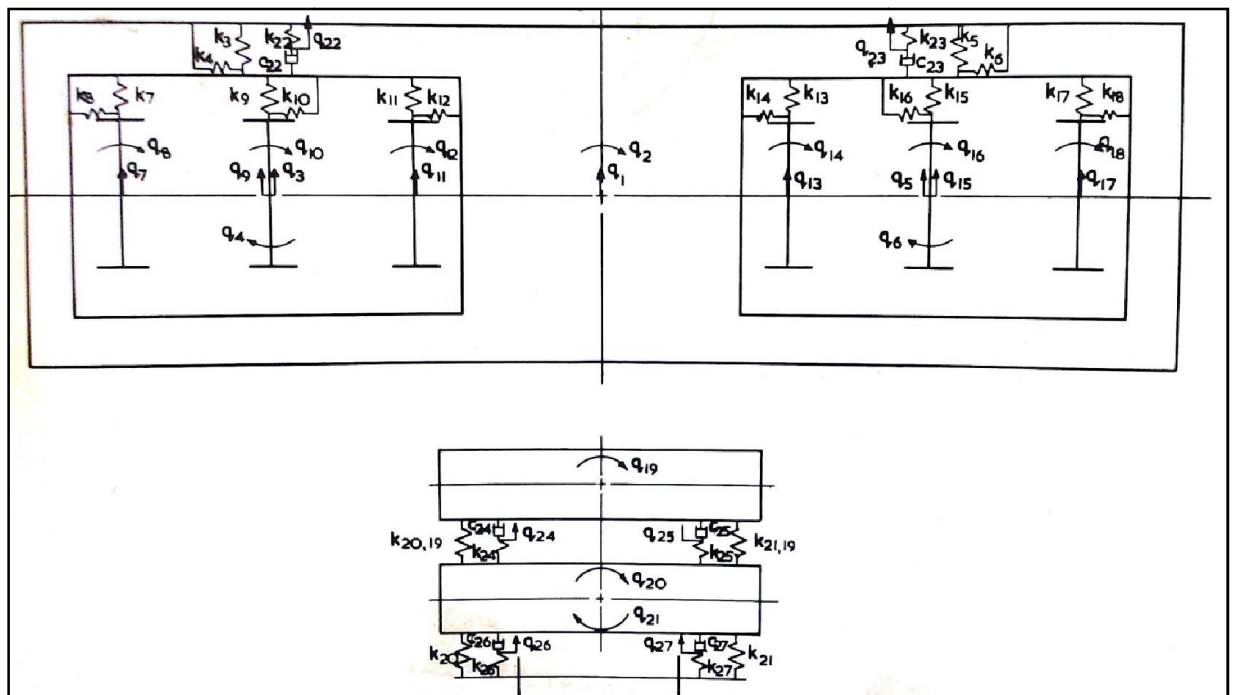 k3 k22 q22 q23 k23 k5
k4 c22 c23 k6
k8 k7 k9 k10 k11 k12 k14 k13 k16 k15 k17 k18
q8 q10 q12 q2 q14 q16 q18
q7 q9 q3 q11 q1 q13 q5 q15 q17
q4 q6
q19
k20,19 c24 k24 q24 q25 c25 k25 k21,19
q20
q21
k20 c26 k26 q26 q27 c27 k27 k21